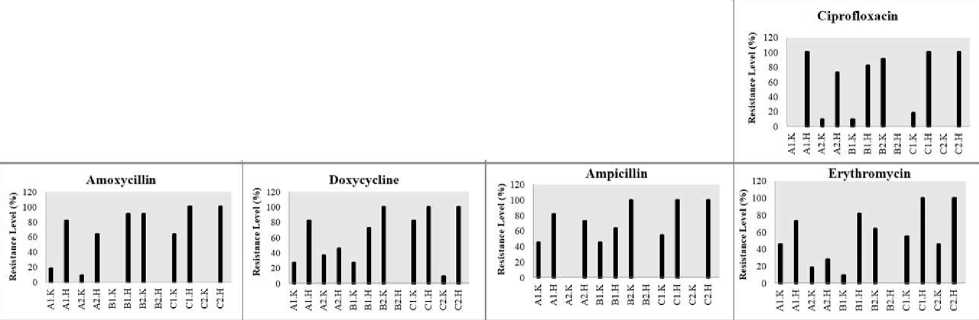 Ciprofloxacin
Resistance Level (%)
120
100
80
60
40
20
0
A1.K A1.H A2.K A2.H B1.K B1.H B2.K B2.H C1.K C1.H C2.K C2.H
Amoxycillin
Resistance Level (%)
120
100
80
60
40
20
0
A1.K A1.H A2.K A2.H B1.K B1.H B2.K B2.H C1.K C1.H C2.K C2.H
Doxycycline
Resistance Level (%)
120
100
80
60
40
20
0
A1.K A1.H A2.K A2.H B1.K B1.H B2.K B2.H C1.K C1.H C2.K C2.H
Ampicillin
Resistance Level (%)
120
100
80
60
40
20
0
A1.K A1.H A2.K A2.H B1.K B1.H B2.K B2.H C1.K C1.H C2.K C2.H
Erythromycin
Resistance Level (%)
120
100
80
60
40
20
0
A1.K A1.H A2.K A2.H B1.K B1.H B2.K B2.H C1.K C1.H C2.K C2.H